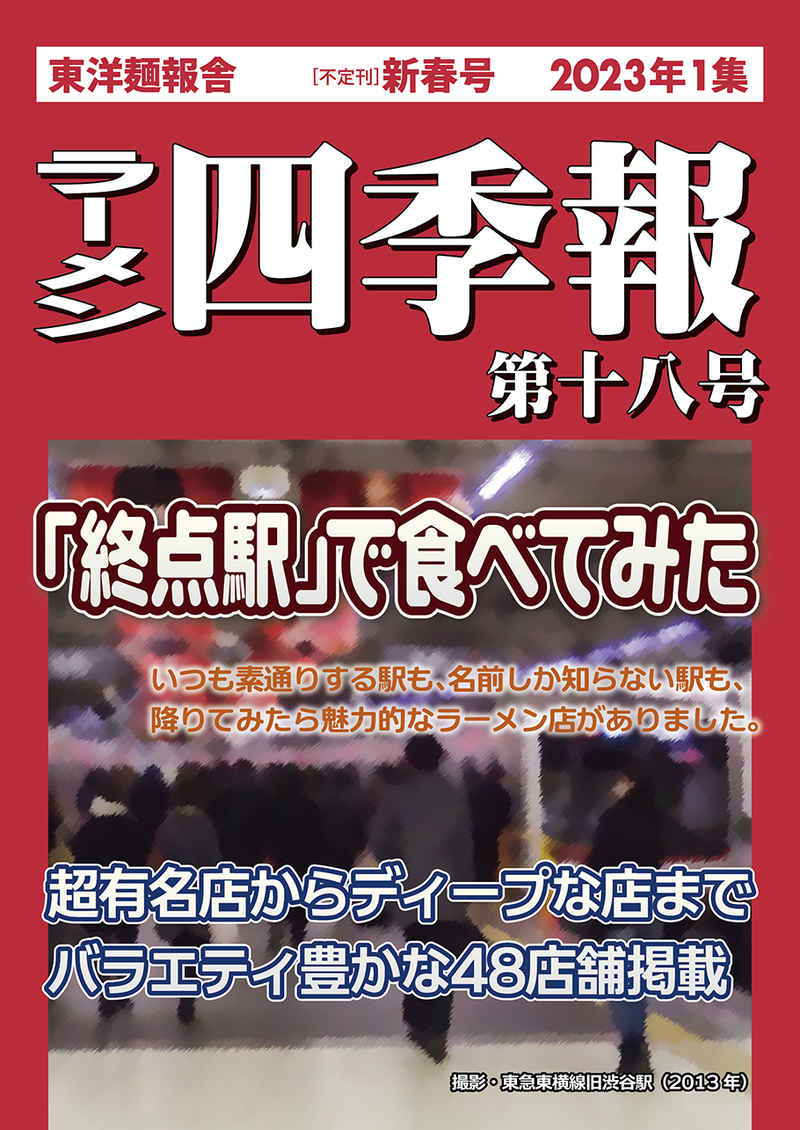 東洋麺報舎 [不定刊]新春号 2023年1集
ラーメン四季報
第十八号
「終点駅」で食べてみた
いつも素通りする駅も、名前しか知らない駅も、
降りてみたら魅力的なラーメン店がありました。
超有名店からディープな店まで
バラエティ豊かな48店舗掲載
撮影・東急東横線旧渋谷駅（2013年）